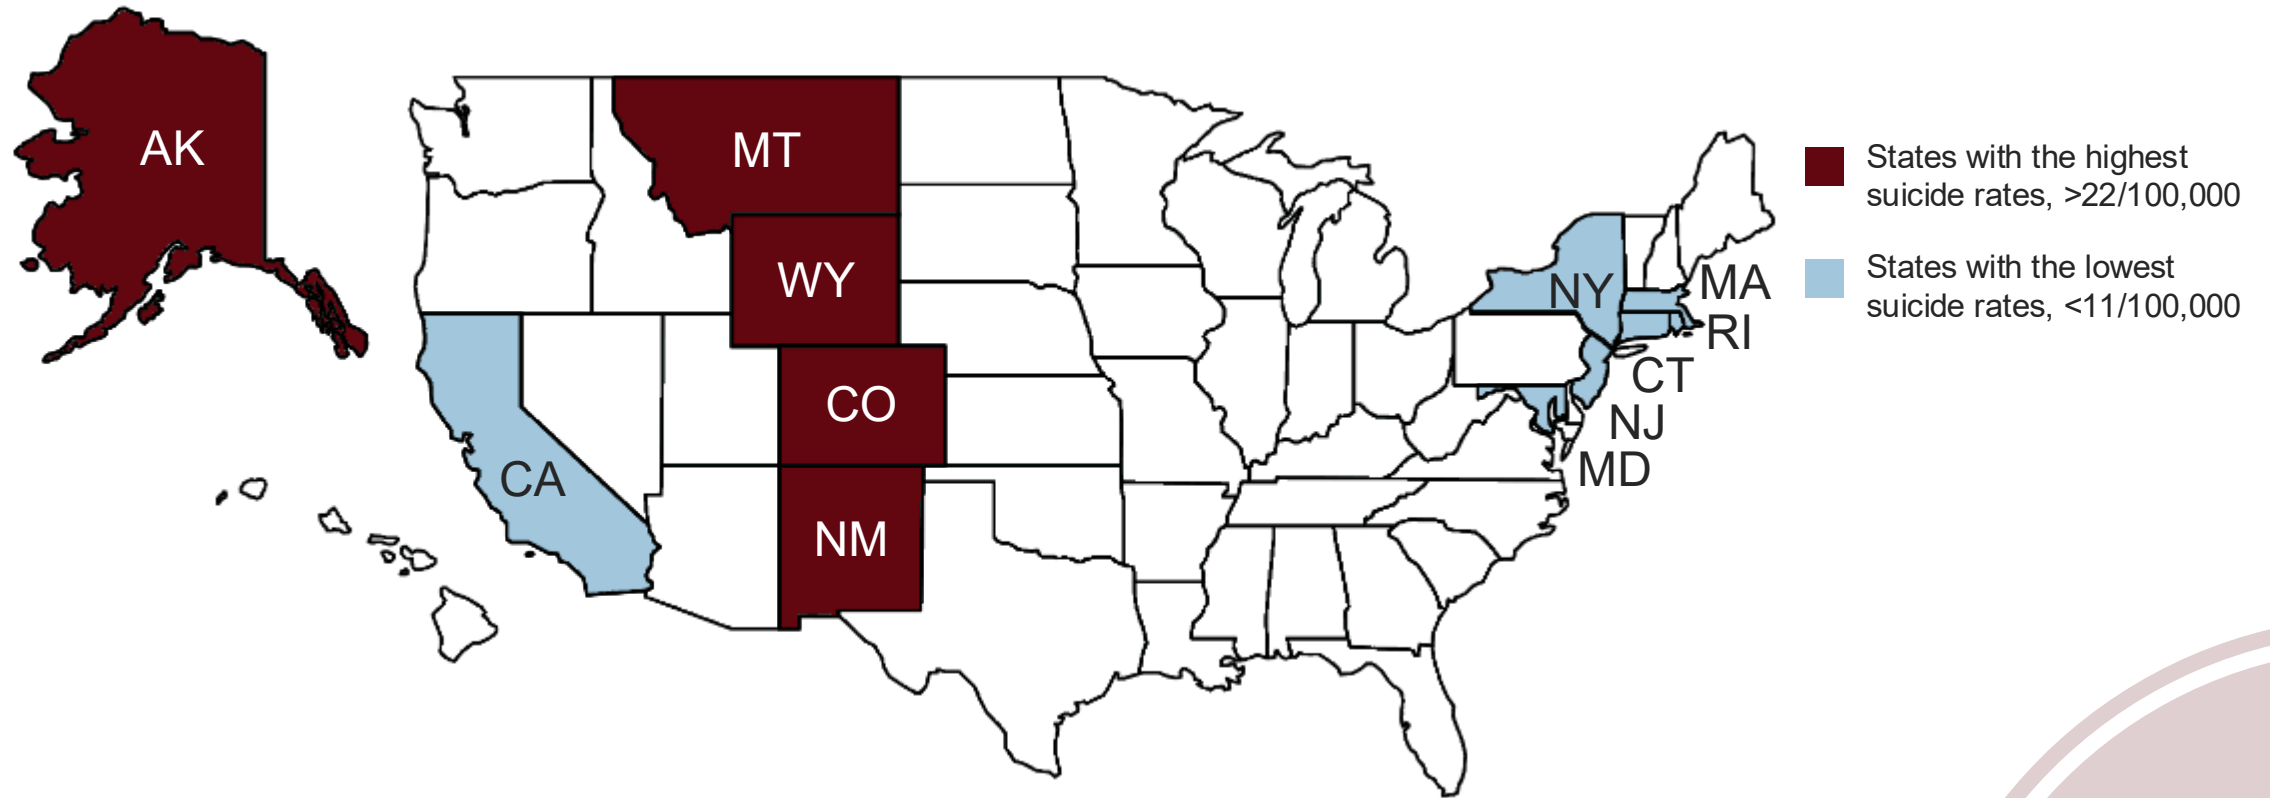 AK
MT
WY
CO
NM
CA
NY
MA
RI
CT
NJ
MD
States with the highest
suicide rates, >22/100,000
States with the lowest
suicide rates, <11/100,000